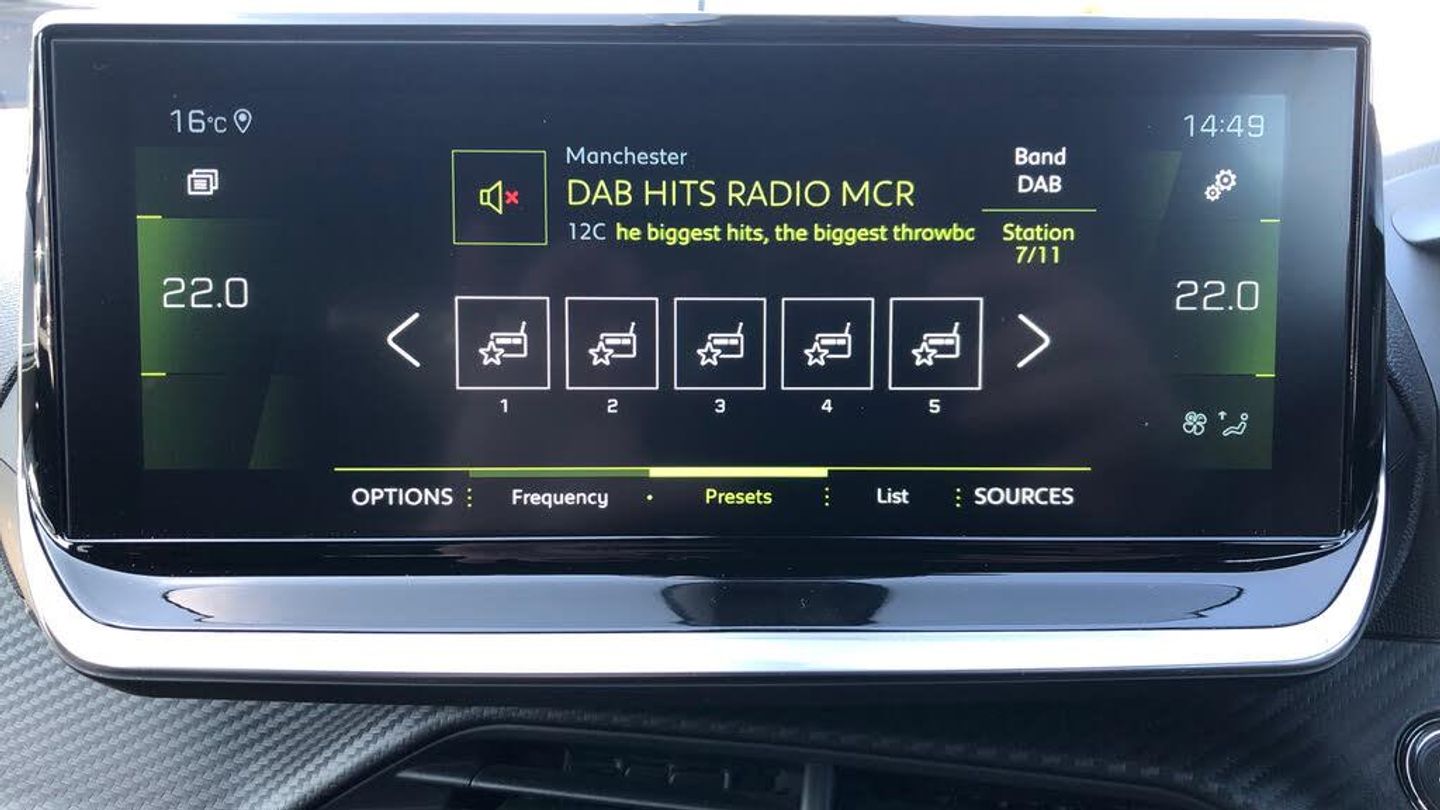 16°C
14:49
Manchester
DAB HITS RADIO MCR
12C he biggest hits, the biggest throwbc
Band
DAB
Station
7/11
22.0
22.0
1 2 3 4 5
OPTIONS Frequency Presets List SOURCES